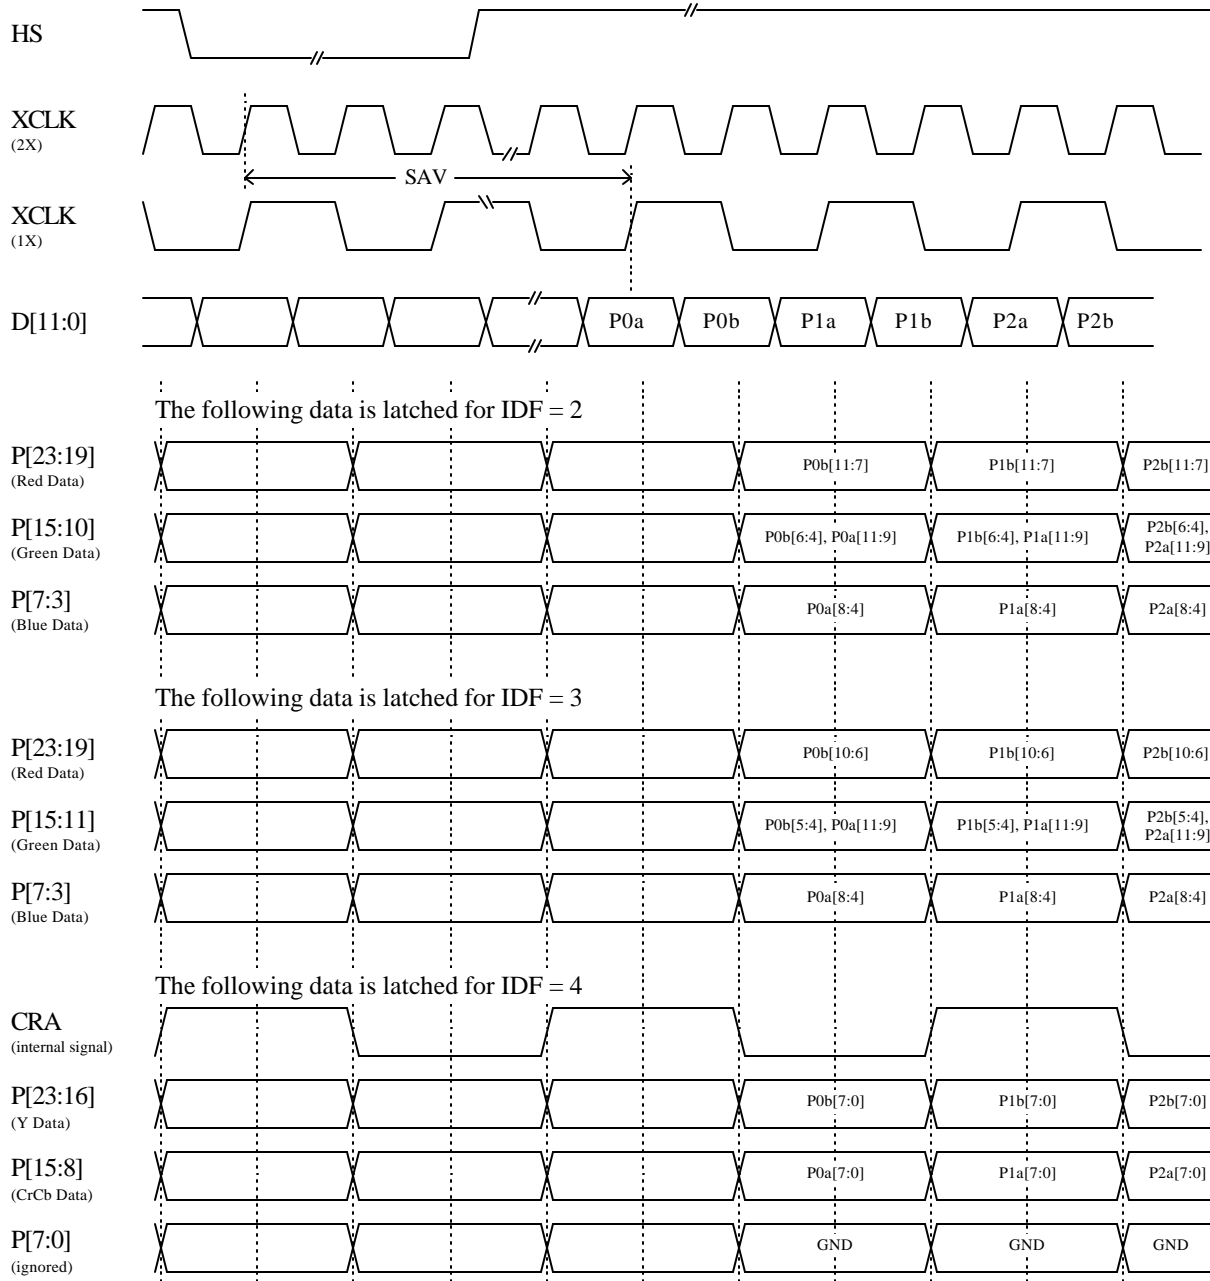 HS
XCLK
(2X)
SAV
XCLK
(1X)
D[11:0]
P0a P0b P1a P1b P2a P2b
The following data is latched for IDF = 2
P[23:19]
(Red Data)
P0b[11:7] P1b[11:7] P2b[11:7]
P[15:10]
(Green Data)
P0b[6:4], P0a[11:9] P1b[6:4], P1a[11:9] P2b[6:4],
P2a[11:9]
P[7:3]
(Blue Data)
P0a[8:4] P1a[8:4] P2a[8:4]
The following data is latched for IDF = 3
P[23:19]
(Red Data)
P0b[10:6] P1b[10:6] P2b[10:6]
P[15:11]
(Green Data)
P0b[5:4], P0a[11:9] P1b[5:4], P1a[11:9] P2b[5:4],
P2a[11:9]
P[7:3]
(Blue Data)
P0a[8:4] P1a[8:4] P2a[8:4]
The following data is latched for IDF = 4
CRA
(internal signal)
P[23:16]
(Y Data)
P0b[7:0] P1b[7:0] P2b[7:0]
P[15:8]
(CrCb Data)
P0a[7:0] P1a[7:0] P2a[7:0]
P[7:0]
(ignored)
GND GND GND